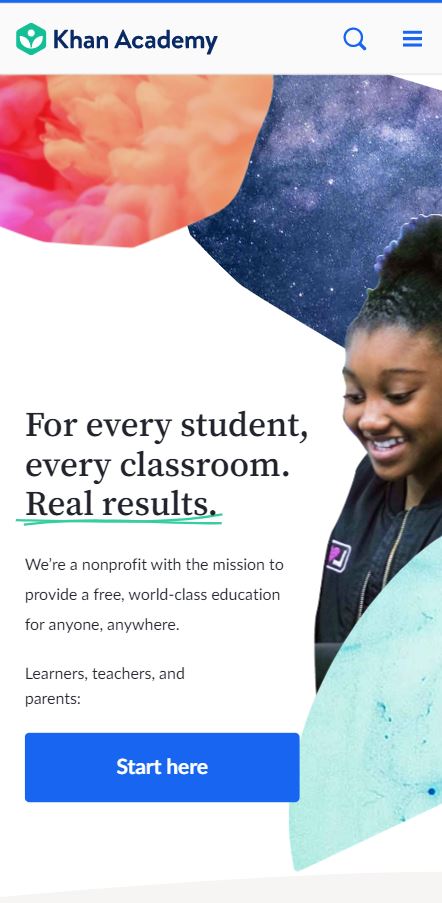 Khan Academy
For every student,
every classroom.
Real results.
We’re a nonprofit with the mission to
provide a free, world-class education
for anyone, anywhere.
Learners, teachers, and
parents:
Start here